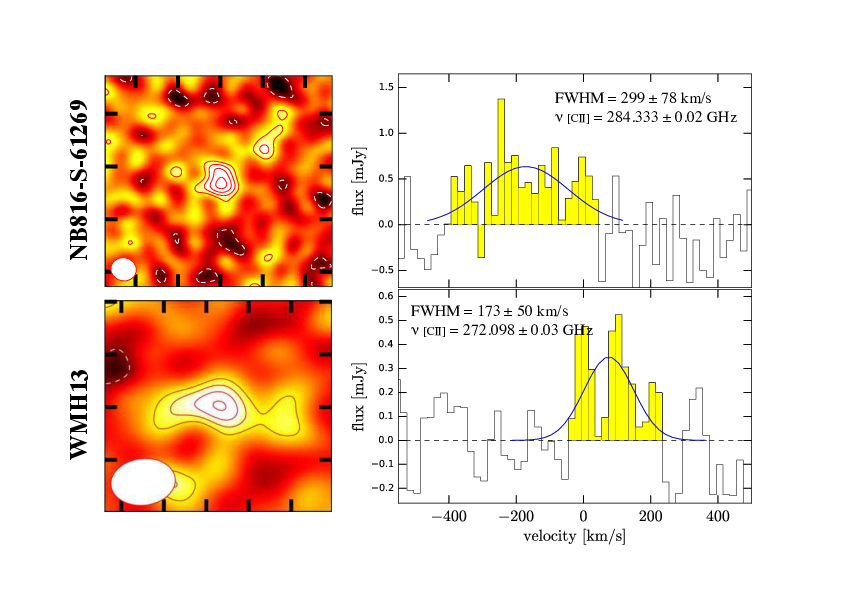 NB816-S-61269
flux [mJy]
1.5
1.0
0.5
0.0
−0.5
FWHM = 299 ± 78 km/s
ν [CII] = 284.333 ± 0.02 GHz
WMH13
flux [mJy]
0.6
0.5
0.4
0.3
0.2
0.1
0.0
−0.1
−0.2
FWHM = 173 ± 50 km/s
ν [CII] = 272.098 ± 0.03 GHz
−400 −200 0 200 400
velocity [km/s]